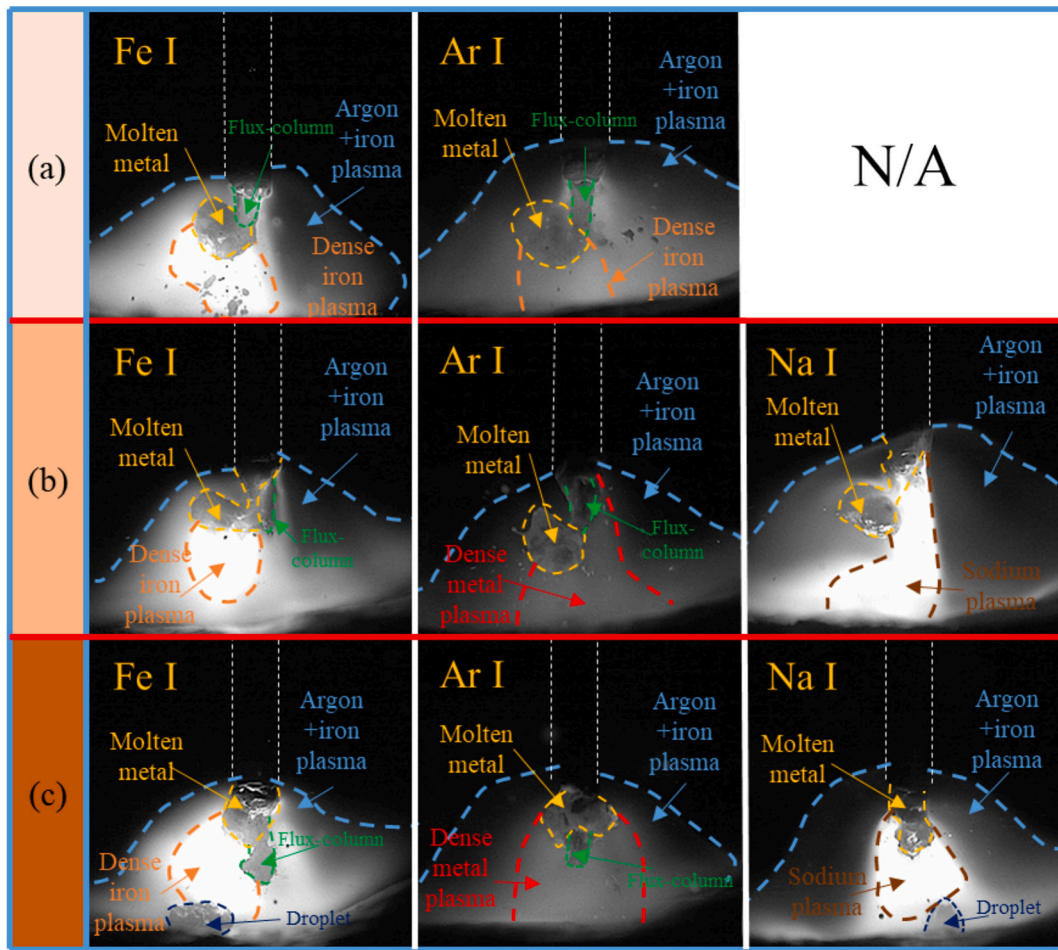 (a)
Fe I
Molten
metal
Flux-column
Argon
+iron
plasma
Dense
iron
plasma
Ar I
Molten
metal
Flux-column
Argon
+iron
plasma
Dense
iron
plasma
N/A
(b)
Fe I
Molten
metal
Argon
+iron
plasma
Dense
iron
plasma
Flux-
column
Ar I
Molten
metal
Argon
+iron
plasma
Flux-
column
Dense
metal
plasma
Na I
Molten
metal
Argon
+iron
plasma
Sodium
plasma
(c)
Fe I
Molten
metal
Argon
+iron
plasma
Flux-column
Dense
iron
plasma
Droplet
Ar I
Molten
metal
Argon
+iron
plasma
Dense
metal
plasma
Flux-column
Na I
Molten
metal
Argon
+iron
plasma
Sodium
plasma
Droplet